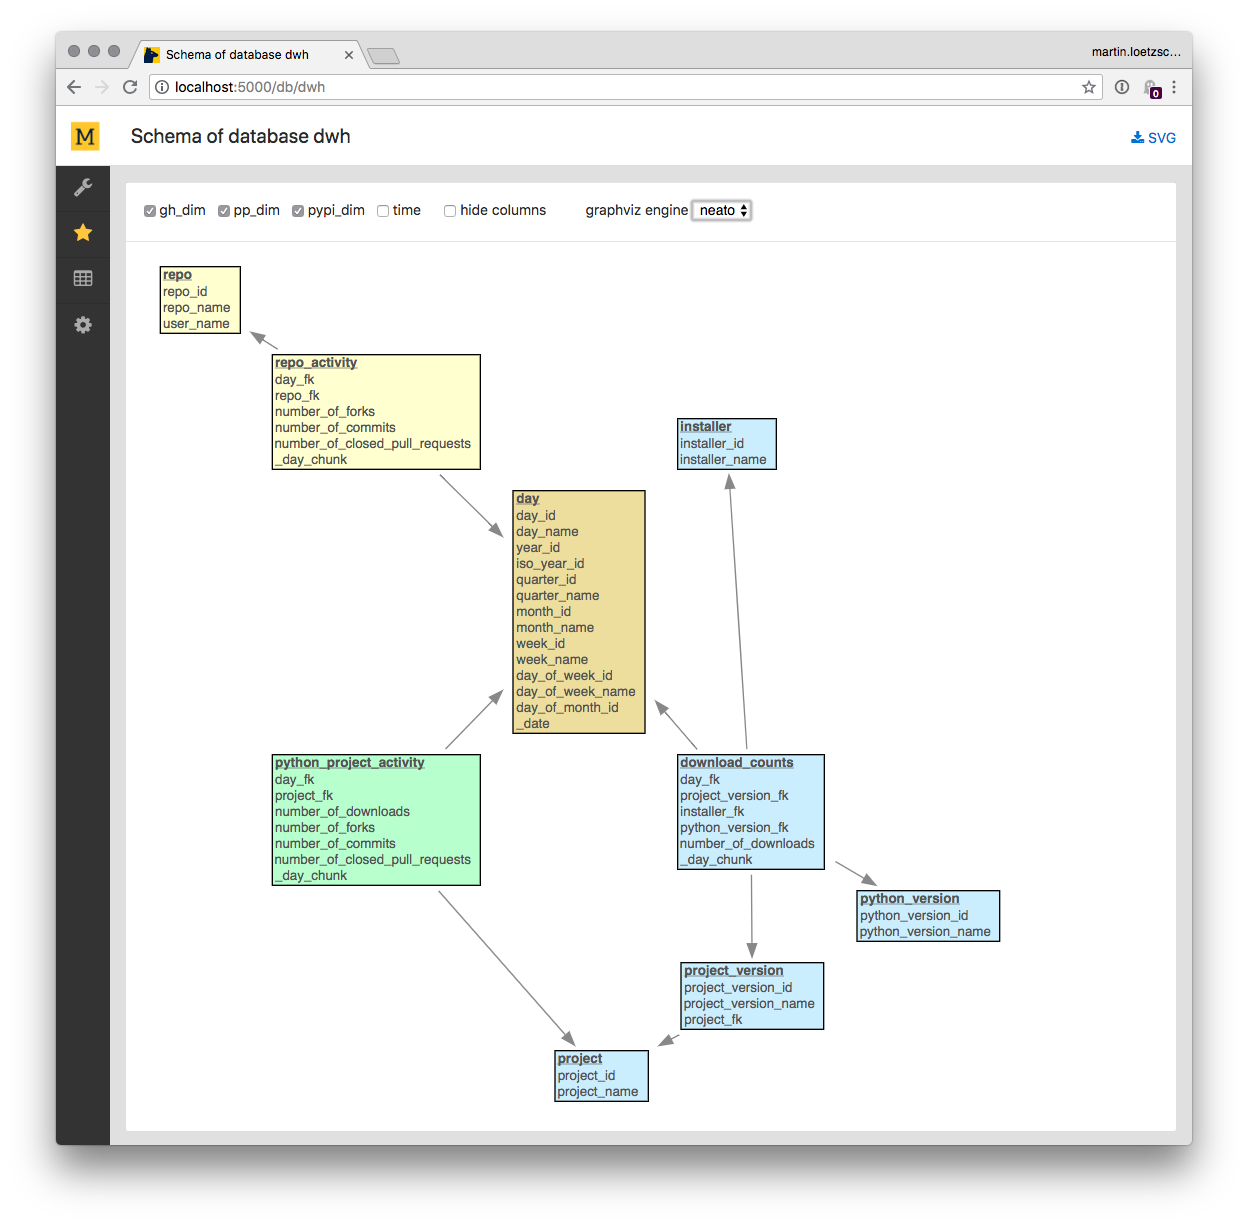 Schema of database dwh
martin.loetzsc...
localhost:5000/db/dwh
0
M
Schema of database dwh
SVG
gh_dim pp_dim pypi_dim time hide columns graphviz engine neato
repo
repo_id
repo_name
user_name
repo_activity
day_fk
repo_fk
number_of_forks
number_of_commits
number_of_closed_pull_requests
_day_chunk
installer
installer_id
installer_name
day
day_id
day_name
year_id
iso_year_id
quarter_id
quarter_name
month_id
month_name
week_id
week_name
day_of_week_id
day_of_week_name
day_of_month_id
_date
python_project_activity
day_fk
project_fk
number_of_downloads
number_of_forks
number_of_commits
number_of_closed_pull_requests
_day_chunk
download_counts
day_fk
project_version_fk
installer_fk
python_version_fk
number_of_downloads
_day_chunk
python_version
python_version_id
python_version_name
project_version
project_version_id
project_version_name
project_fk
project
project_id
project_name